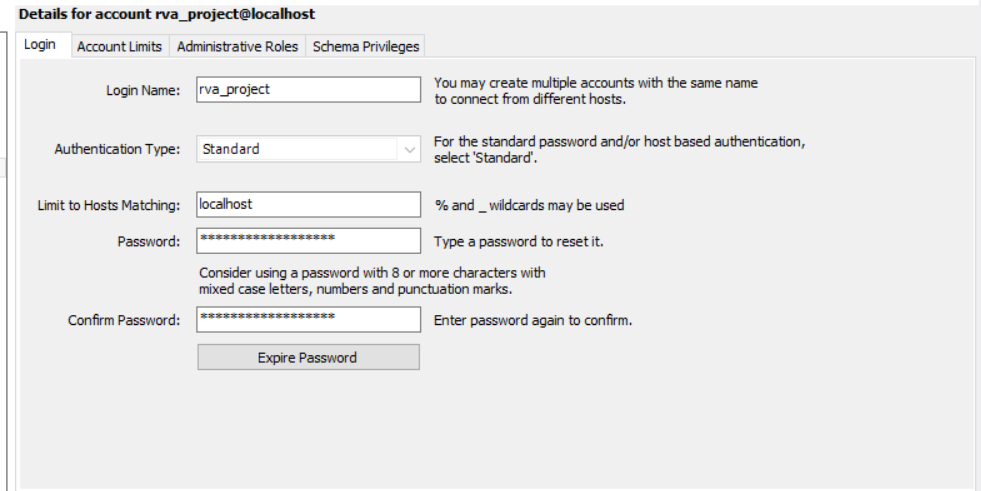 Details for account rva_project@localhost
Login Account Limits Administrative Roles Schema Privileges
Login Name: rva_project You may create multiple accounts with the same name
to connect from different hosts.
Authentication Type: Standard For the standard password and/or host based authentication,
select 'Standard'.
Limit to Hosts Matching: localhost % and _ wildcards may be used
Password: ****************** Type a password to reset it.
Consider using a password with 8 or more characters with
mixed case letters, numbers and punctuation marks.
Confirm Password: ****************** Enter password again to confirm.
Expire Password